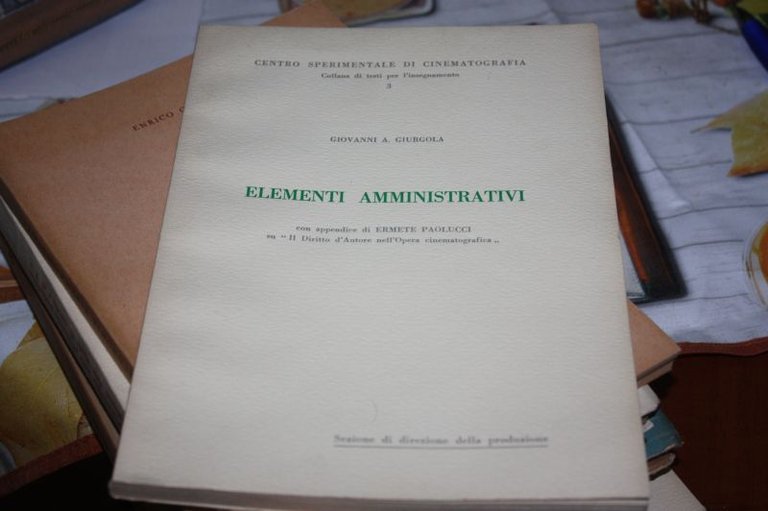 CENTRO SPERIMENTALE DI CINEMATOGRAFIA
Collana di testi per l'insegnamento
3
GIOVANNI A. GIURGOLA
ELEMENTI AMMINISTRATIVI
con appendice di ERMETE PAOLUCCI
su “ Il Diritto d'Autore nell'Opera cinematografica „
Sezione di direzione della produzione
ENRICO